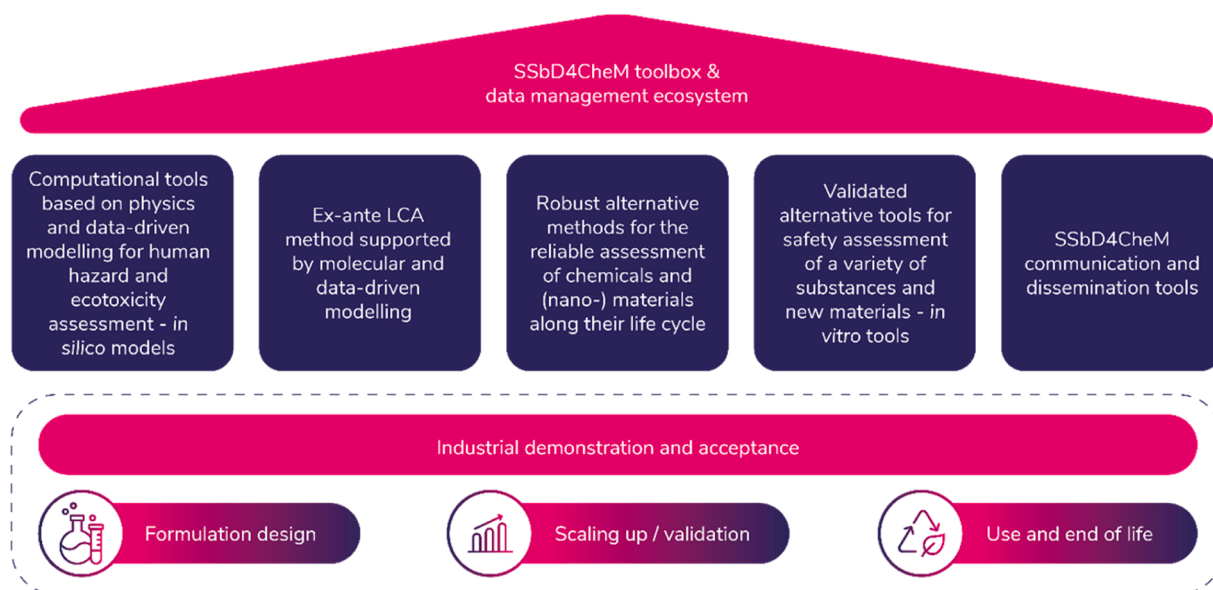 SSbD4CheM toolbox &
data management ecosystem
Computational tools
based on physics
and data-driven
modelling for human
hazard and
ecotoxicity
assessment - in
silico models
Ex-ante LCA
method supported
by molecular and
data-driven
modelling
Robust alternative
methods for the
reliable assessment
of chemicals and
(nano-) materials
along their life cycle
Validated
alternative tools for
safety assessment
of a variety of
substances and
new materials - in
vitro tools
SSbD4CheM
communication and
dissemination tools
Industrial demonstration and acceptance
Formulation design
Scaling up / validation
Use and end of life